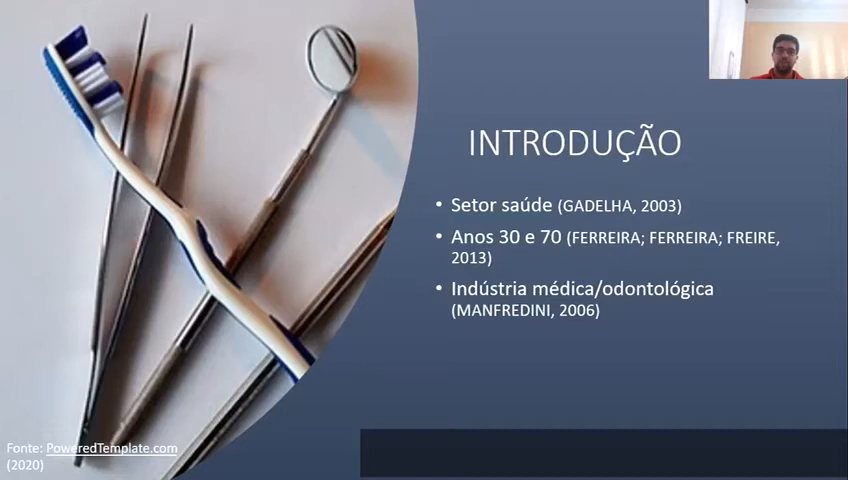 INTRODUÇÃO
• Setor saúde (GADELHA, 2003)
• Anos 30 e 70 (FERREIRA; FERREIRA; FREIRE,
2013)
• Indústria médica/odontológica
(MANFREDINI, 2006)
Fonte: PoweredTemplate.com
(2020)